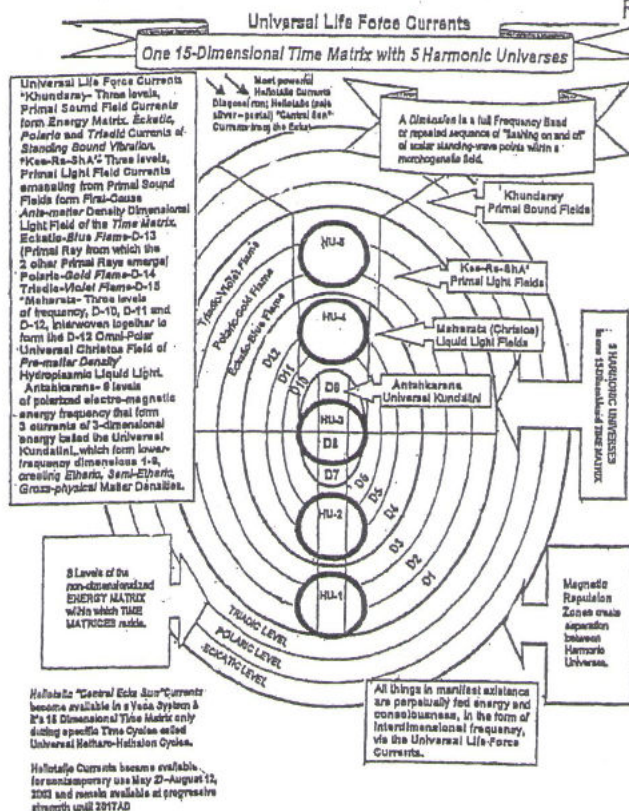 Universal Life Force Currents
One 15-Dimensional Time Matrix with 5 Harmonic Universes
Universal Life Force Currents
"Khundaray- Three levels,
Primal Sound Field Currents
form Energy Matrix. Eckatic,
Polaric and Triadic Currents of
Standing Sound Vibration.
"Kee-Ra-ShA" Three levels,
Primal Light Field Currents
emanating from Primal Sound
Fields form First-Cause
Ante-matter Density Dimensional
Light Field of the Time Matrix.
Eckatic-Blue Flame-D-13
(Primal Ray from which the
2 other Primal Rays emerge)
Polaric-Gold Flame-D-14
Triadic-Violet Flame-D-15
"Maharata- Three levels
of frequency, D-10, D-11 and
D-12, interwoven together to
form the D-12 Omni-Polar
Universal Christos Field of
Pre-matter Density
Hydroplasmic Liquid Light.
Antahkarana- 9 levels
of polarized electro-magnetic
energy frequency that form
3 currents of 3-dimensional
energy called the Universal
Kundalini, which form lower-
frequency dimensions 1-9,
creating Etheric, Semi-Etheric,
Gross-physical Matter Densities.
Most powerful
Heliotalic Currents
Diagonal run; Heliotalic (pale
silver-pastel) "Central Sun"
Currents from the Eckat
A Dimension is a full Frequency Band
or repeated sequence of "flashing on and off"
of scalar standing-wave points within a
morphogenetic field.
Khundaray
Primal Sound Fields
Kee-Ra-ShA
Primal Light Fields
Maharata (Christos)
Liquid Light Fields
Antahkarana
Universal Kundalini
5 HARMONIC UNIVERSES
in one 15-Dimensional TIME MATRIX
Triadic-Violet Flame
Polaric-Gold Flame
Eckatic-Blue Flame
D12
D11
D10
HU-5
HU-4
D9
HU-3
D8
D7
D6
D5
D4
HU-2
D3
D2
D1
HU-1
TRIADIC LEVEL
POLARIC LEVEL
ECKATIC LEVEL
3 Levels of the
non-dimensionalized
ENERGY MATRIX
within which TIME
MATRICES reside.
Magnetic
Repulsion
Zones create
separation
between
Harmonic
Universes.
Heliotalic "Central Ecka Sun" Currents
become available in a Veca System &
it's 15 Dimensional Time Matrix only
during specific Time Cycles called
Universal Hetharo-Helhalon Cycles.
Heliotalic Currents became available
for contemporary use May 27-August 12,
2003 and remain available at progressive
strength until 2017AD
All things in manifest existence
are perpetually fed energy and
consciousness, in the form of
interdimensional frequency,
via the Universal Life-Force
Currents.